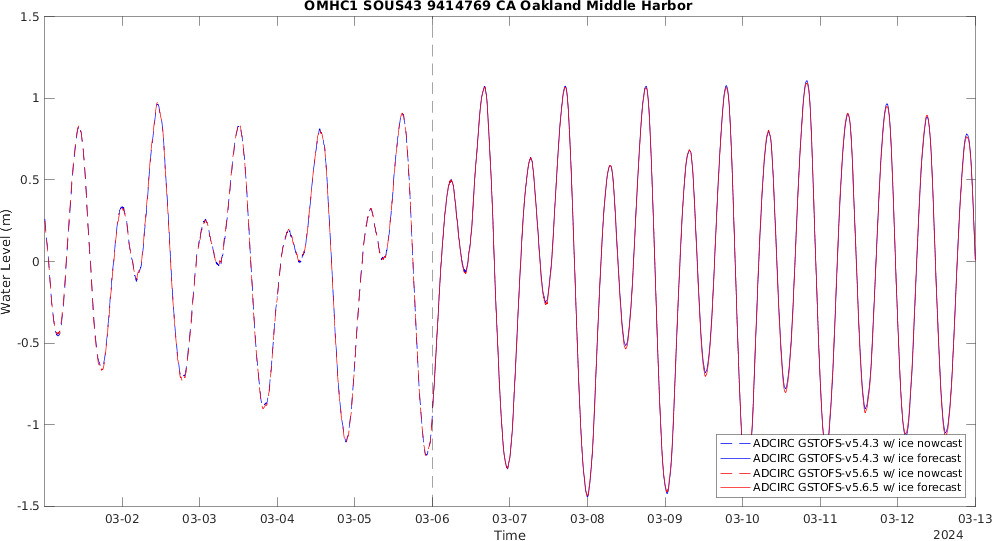 OMHC1 SOUS43 9414769 CA Oakland Middle Harbor
1.5
1
0.5
0
-0.5
-1
-1.5
Water Level (m)
ADCIRC GSTOFS-v5.4.3 w/ ice nowcast
ADCIRC GSTOFS-v5.4.3 w/ ice forecast
ADCIRC GSTOFS-v5.6.5 w/ ice nowcast
ADCIRC GSTOFS-v5.6.5 w/ ice forecast
03-02 03-03 03-04 03-05 03-06 03-07 03-08 03-09 03-10 03-11 03-12 03-13
Time
2024